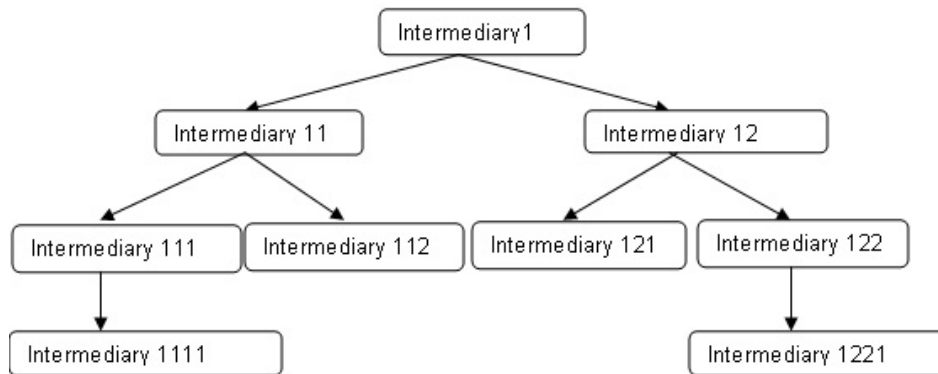 Intermediary1
Intermediary 11
Intermediary 12
Intermediary 111
Intermediary 112
Intermediary 121
Intermediary 122
Intermediary 1111
Intermediary 1221